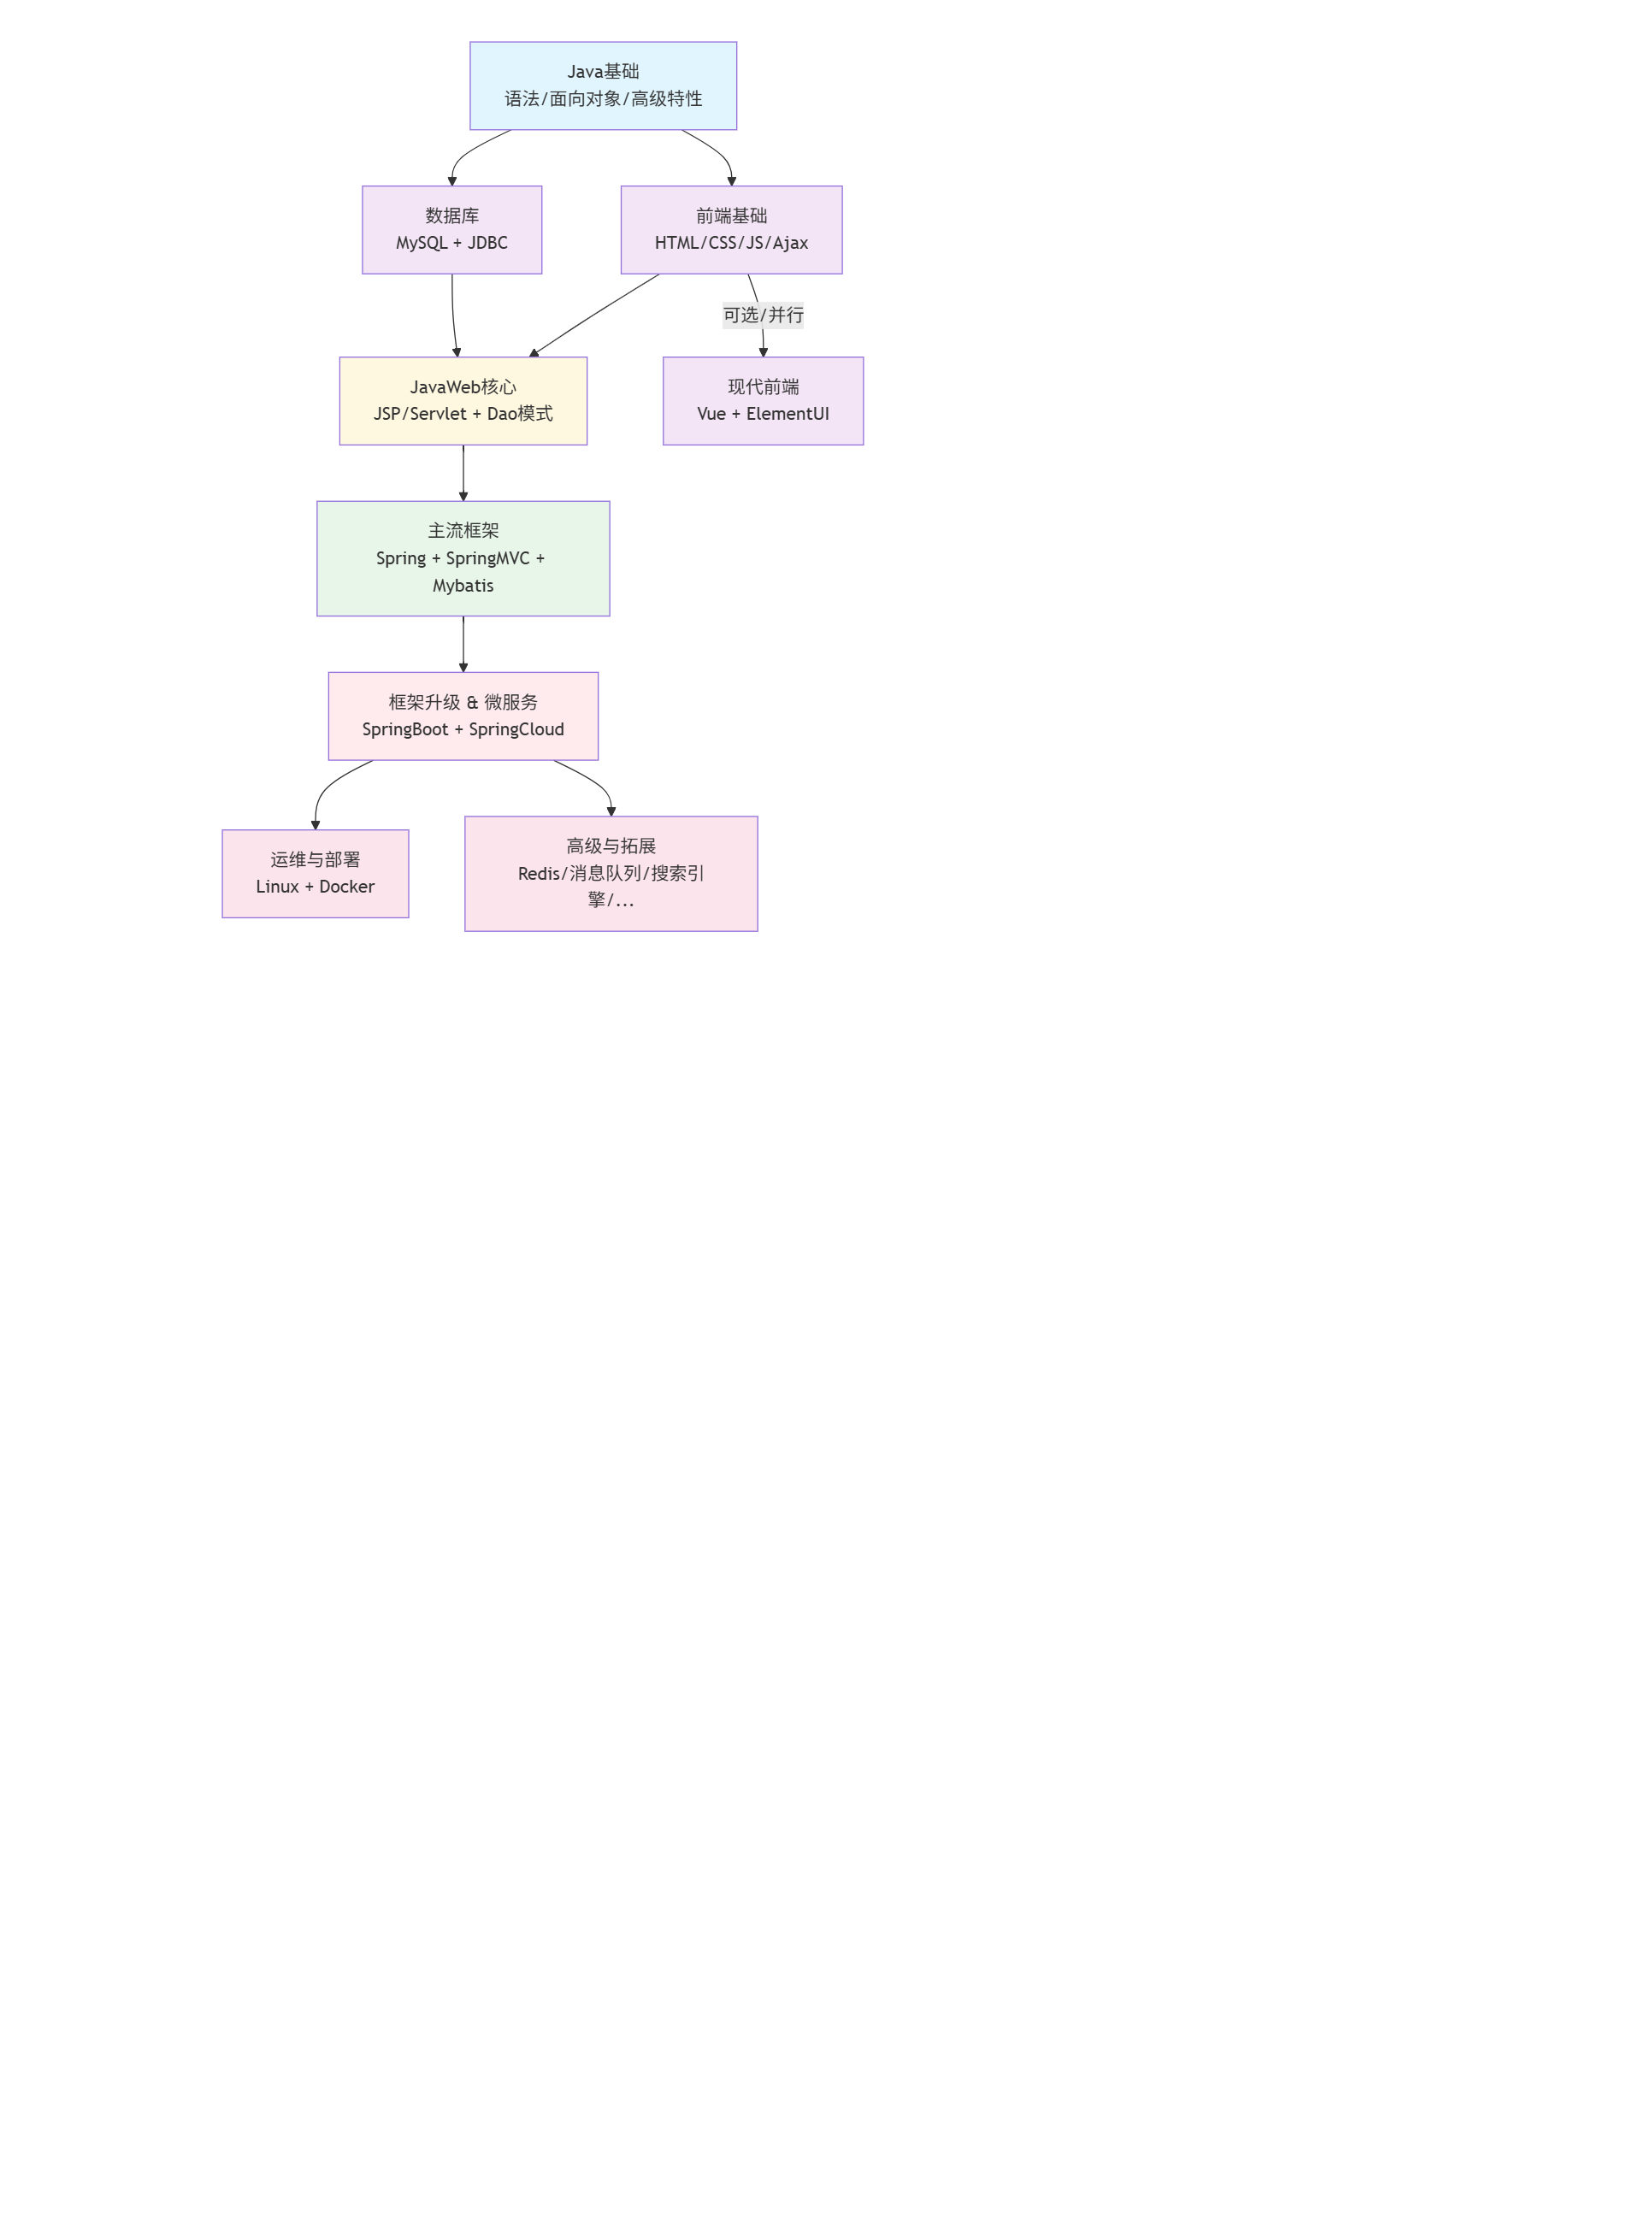 Java基础
语法/面向对象/高级特性
数据库
MySQL + JDBC
前端基础
HTML/CSS/JS/Ajax
可选/并行
JavaWeb核心
JSP/Servlet + Dao模式
现代前端
Vue + ElementUI
主流框架
Spring + SpringMVC +
Mybatis
框架升级 & 微服务
SpringBoot + SpringCloud
运维与部署
Linux + Docker
高级与拓展
Redis/消息队列/搜索引
擎/...